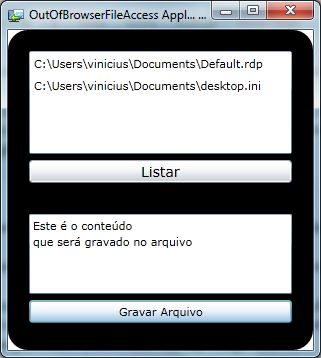 OutOfBrowserFileAccess Appl... ...
C:\Users\vinicius\Documents\Default.rdp
C:\Users\vinicius\Documents\desktop.ini
Listar
Este é o conteúdo
que será gravado no arquivo
Gravar Arquivo